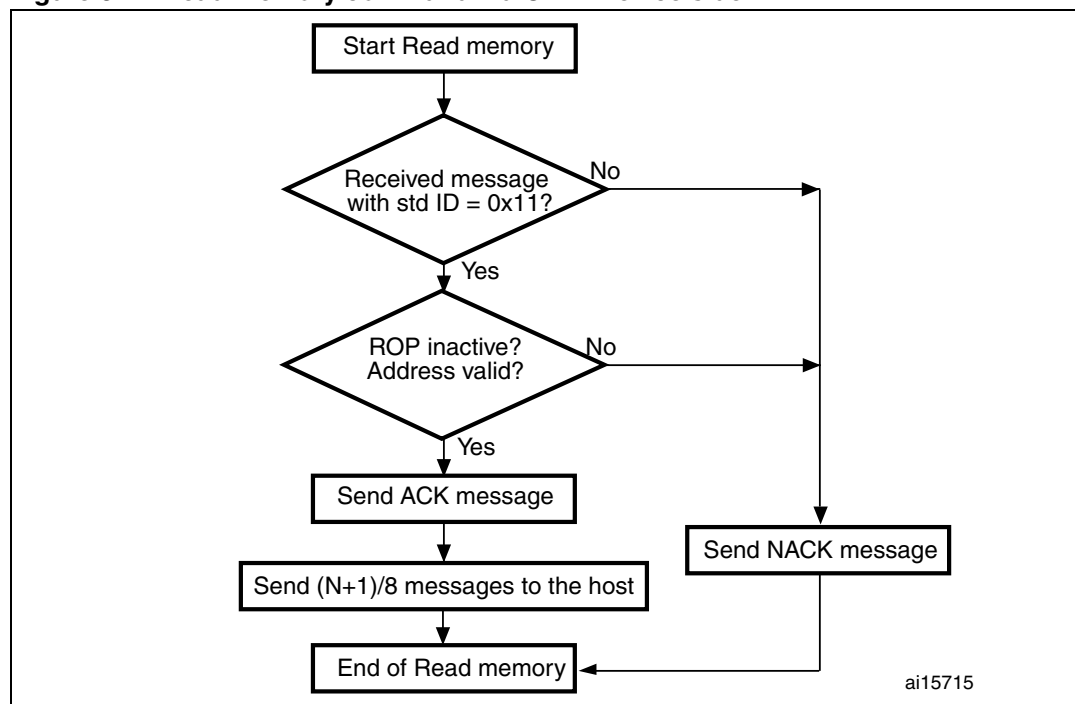 Start Read memory
Received message
with std ID = 0x11?
No
Yes
ROP inactive?
Address valid?
No
Yes
Send ACK message
Send NACK message
Send (N+1)/8 messages to the host
End of Read memory
ai15715